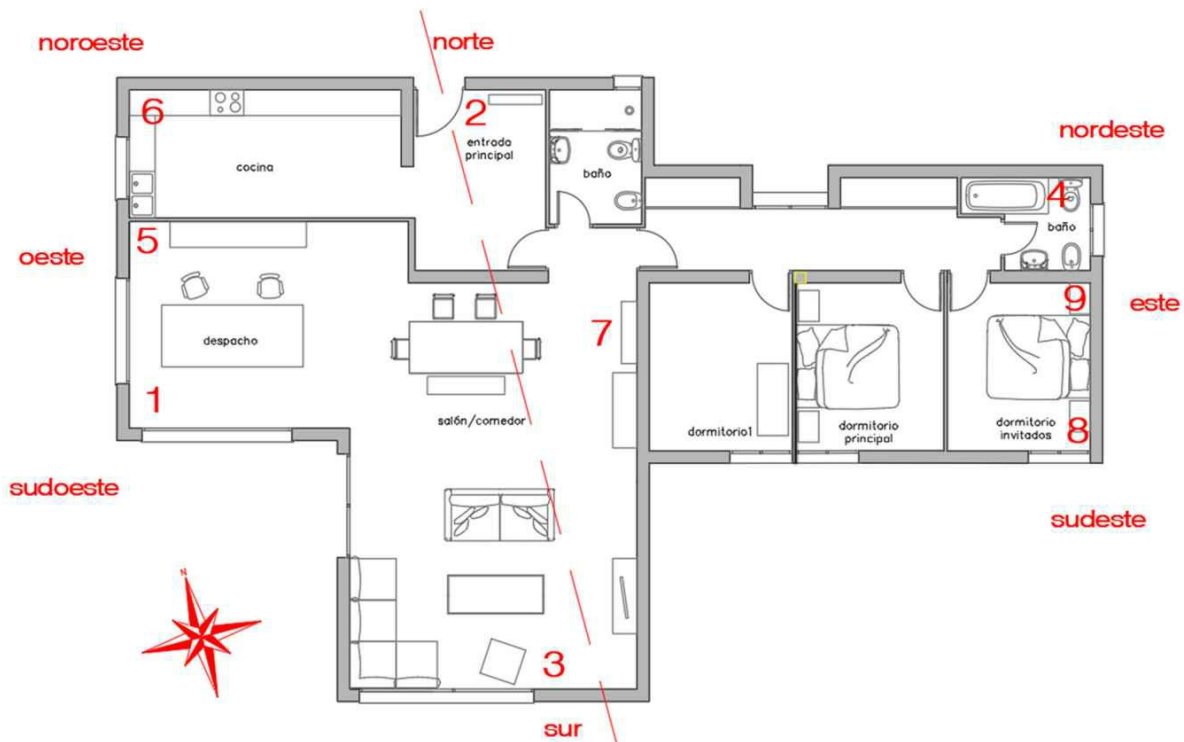 noroeste
norte
6
2
entrada
principal
cocina
baño
nordeste
4
baño
oeste
5
despacho
1
7
9
este
salón/comedor
dormitorio1
dormitorio
principal
dormitorio
invitados
8
sudoeste
sudeste
N
3
sur